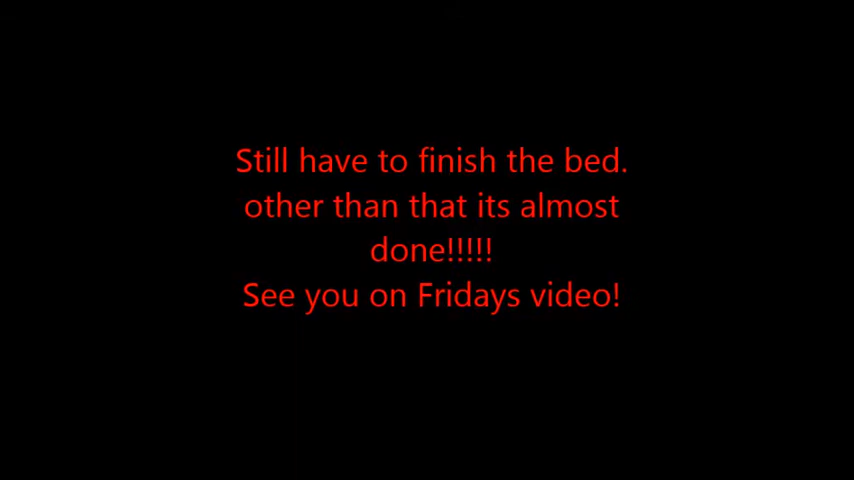 Still have to finish the bed.
other than that its almost
done!!!!!
See you on Fridays video!